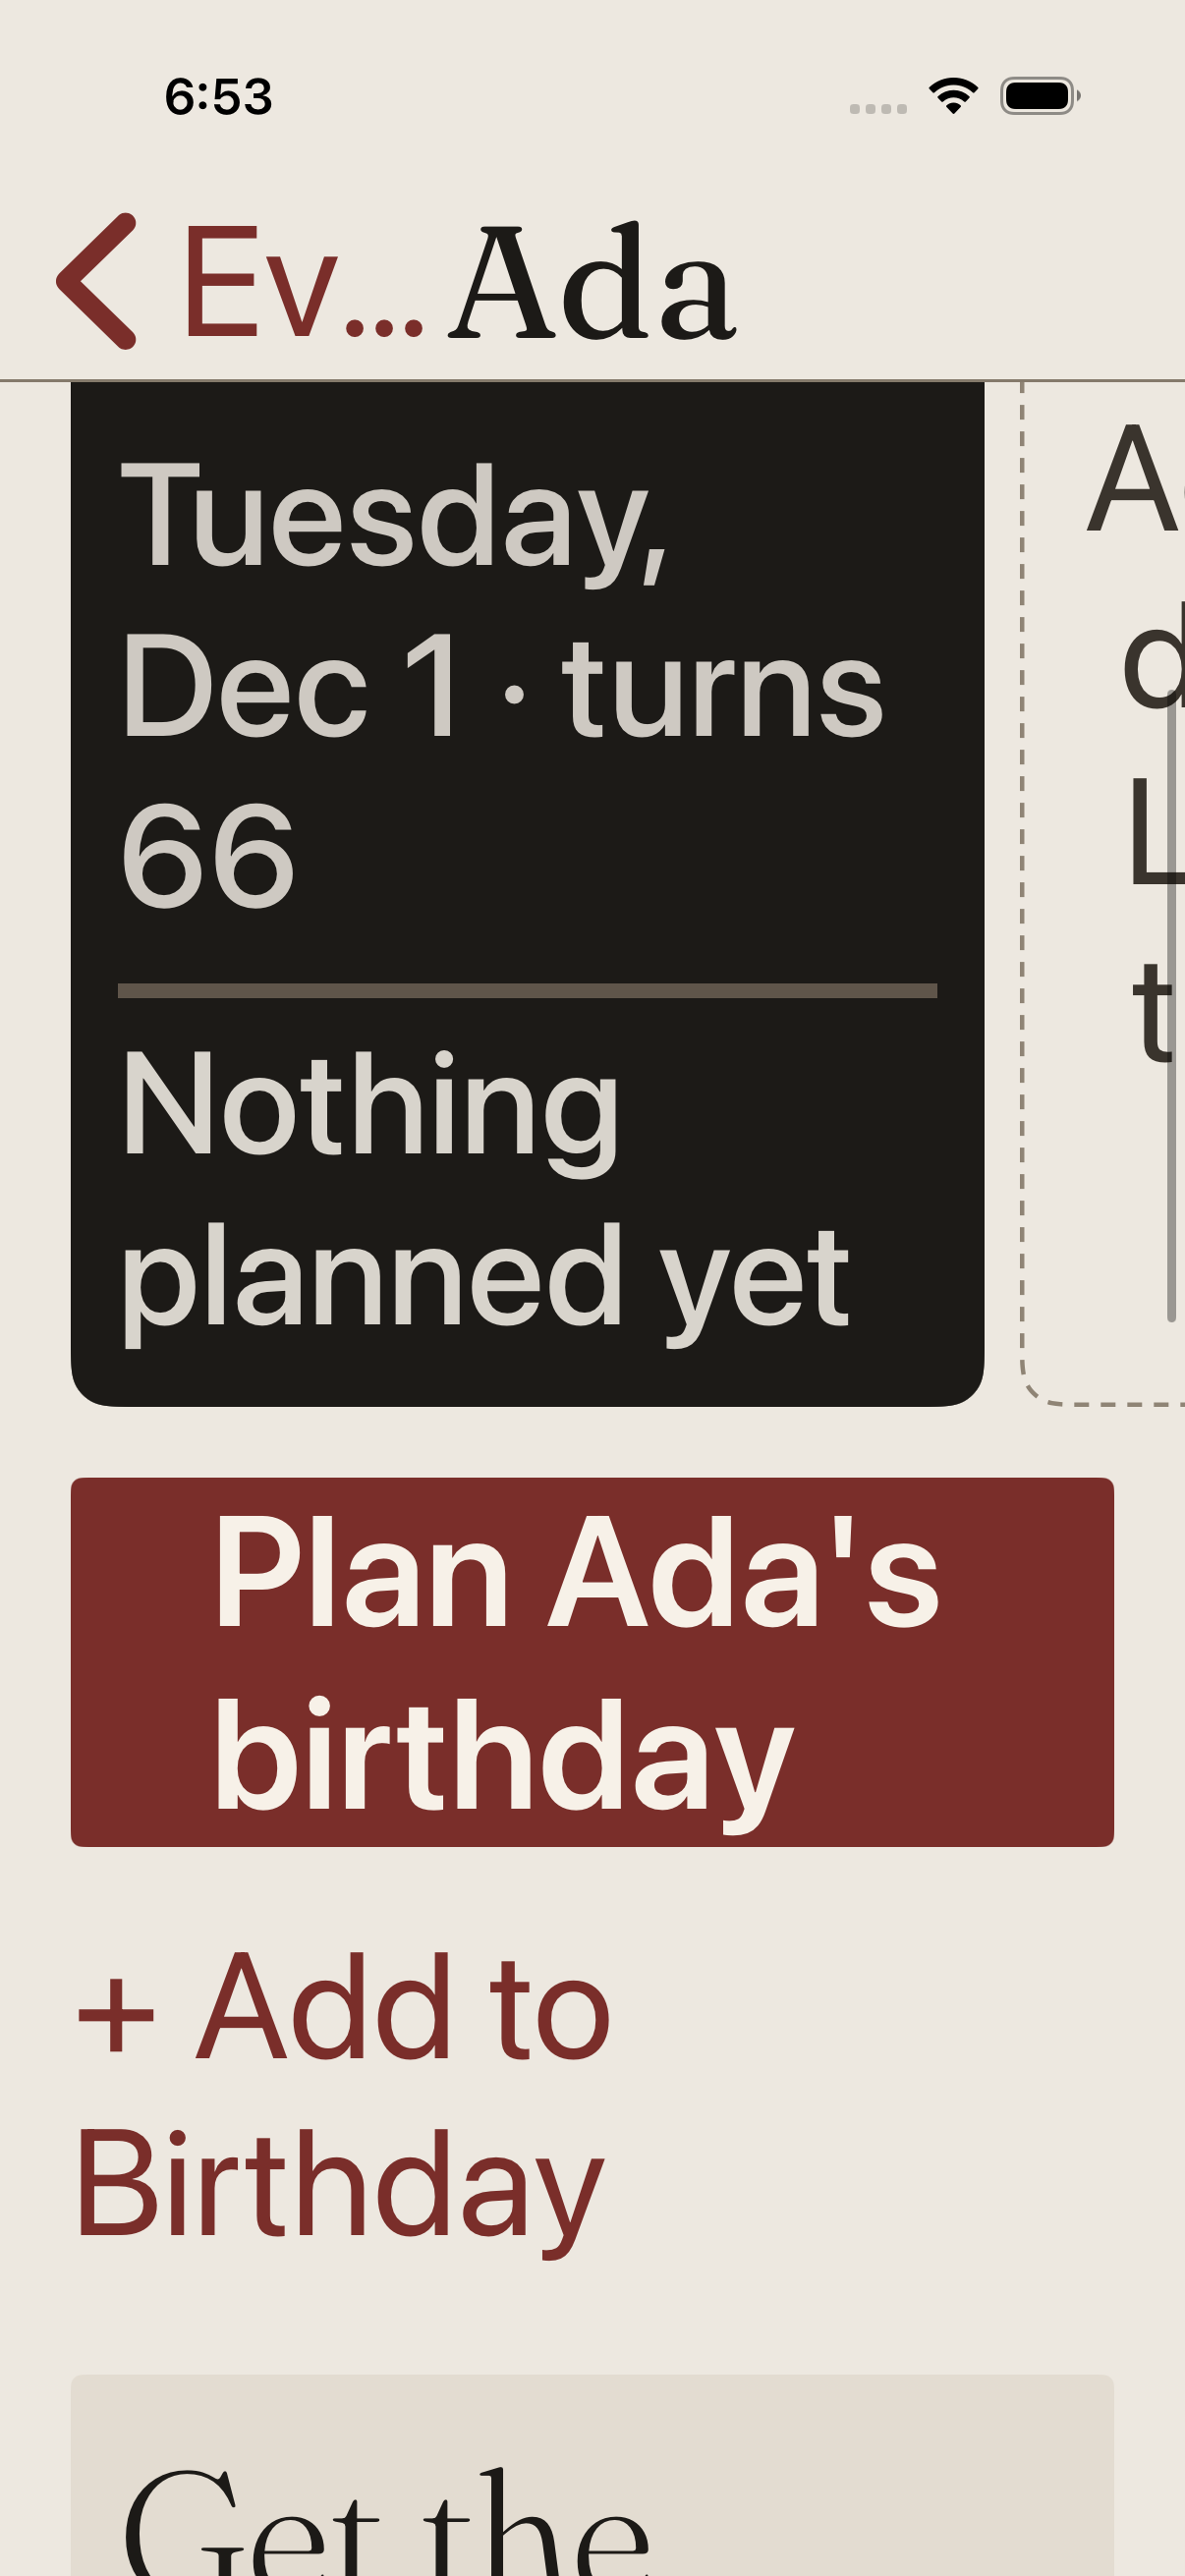 6:53
Ev... Ada
Tuesday,
Dec 1 · turns
66
Nothing
planned yet
Plan Ada's
birthday
+ Add to
Birthday
Get the